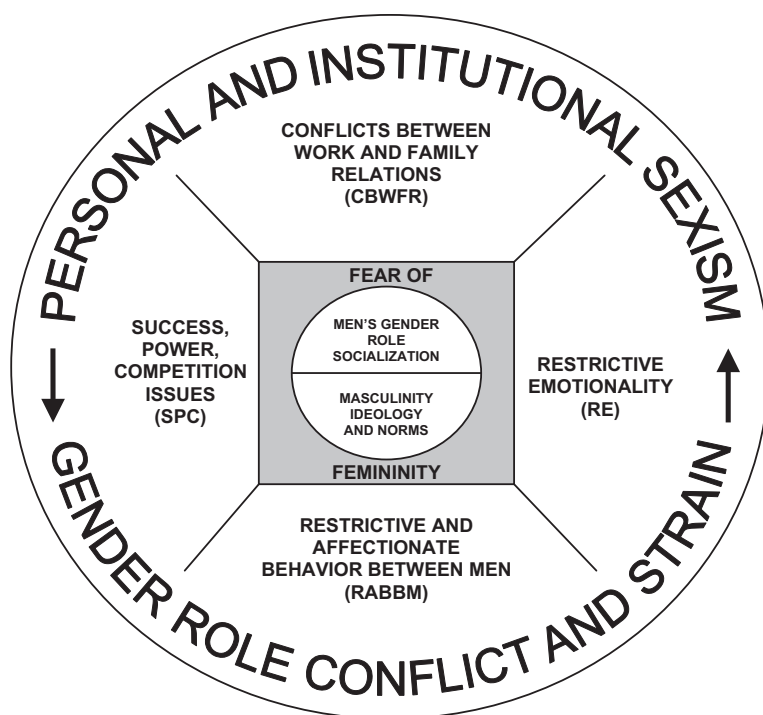 PERSONAL AND INSTITUTIONAL SEXISM
CONFLICTS BETWEEN
WORK AND FAMILY
RELATIONS
(CBWFR)
SUCCESS,
POWER,
COMPETITION
ISSUES
(SPC)
FEAR OF
MEN'S GENDER
ROLE
SOCIALIZATION
MASCULINITY
IDEOLOGY
AND NORMS
FEMININITY
RESTRICTIVE
EMOTIONALITY
(RE)
RESTRICTIVE AND
AFFECTIONATE
BEHAVIOR BETWEEN MEN
(RABBM)
GENDER ROLE CONFLICT AND STRAIN